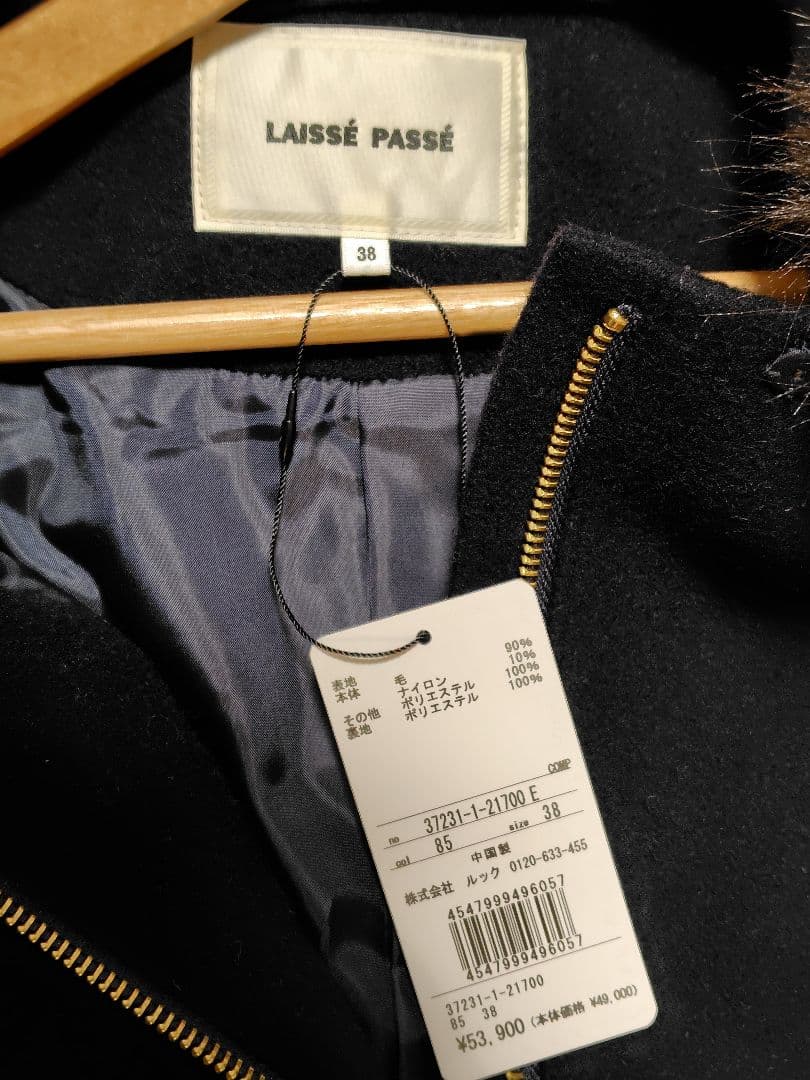 LAISSÉ PASSÉ
38
表地 毛 90%
本体 ナイロン 10%
その他 ポリエステル 100%
裏地 ポリエステル 100%
COMP
no 37231-1-21700 E
col 85 size 38
中国製
株式会社 ルック 0120-633-455
4547999496057
4547999496057
37231-1-21700
85 38
¥53,900 (本体価格 ¥49,000)